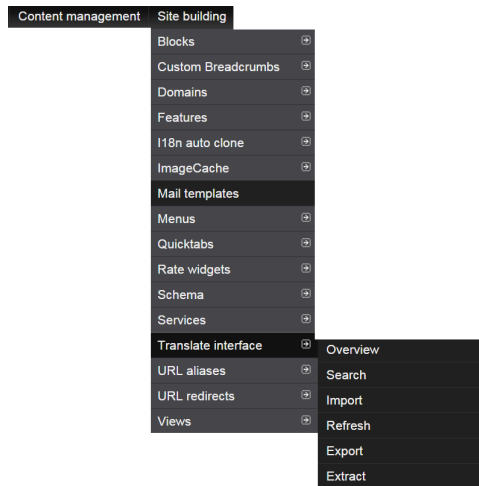 Content management Site building
Blocks
Custom Breadcrumbs
Domains
Features
I18n auto clone
ImageCache
Mail templates
Menus
Quicktabs
Rate widgets
Schema
Services
Translate interface
URL aliases
URL redirects
Views
Overview
Search
Import
Refresh
Export
Extract